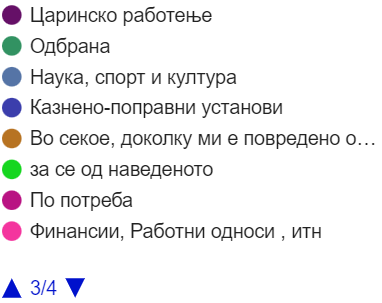 Царинско работење
Одбрана
Наука, спорт и култура
Казнено-поправни установи
Во секое, доколку ми е повредено о…
за се од наведеното
По потреба
Финансии, Работни односи , итн
3/4